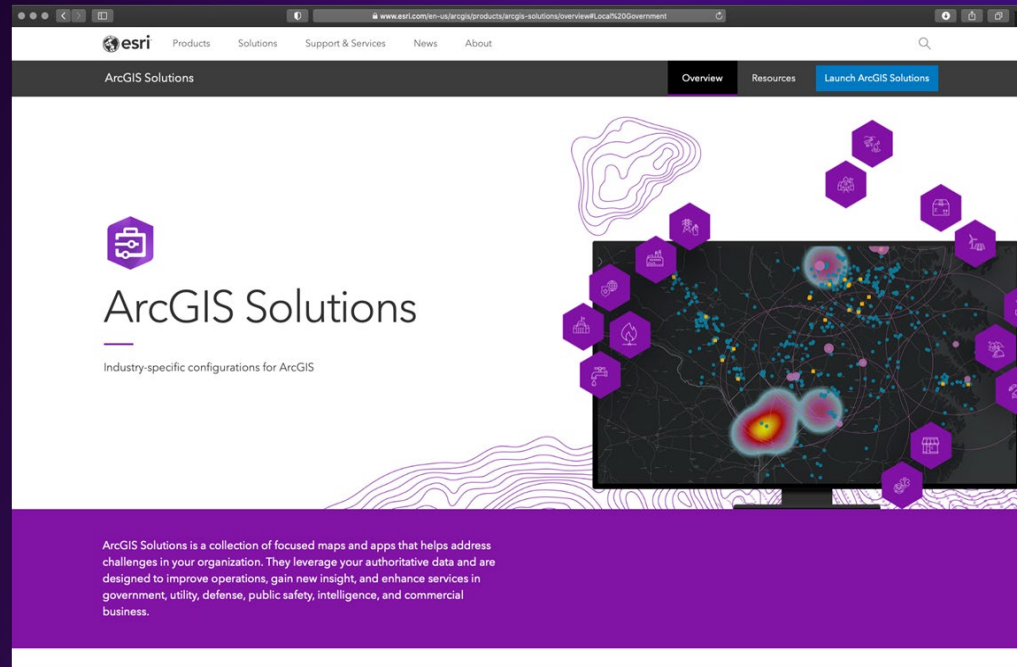 www.esri.com/en-us/arcgis/products/arcgis-solutions/overview#Local%20Government
esri Products Solutions Support & Services News About
ArcGIS Solutions Overview Resources Launch ArcGIS Solutions
ArcGIS Solutions
Industry-specific configurations for ArcGIS
ArcGIS Solutions is a collection of focused maps and apps that helps address
challenges in your organization. They leverage your authoritative data and are
designed to improve operations, gain new insight, and enhance services in
government, utility, defense, public safety, intelligence, and commercial
business.